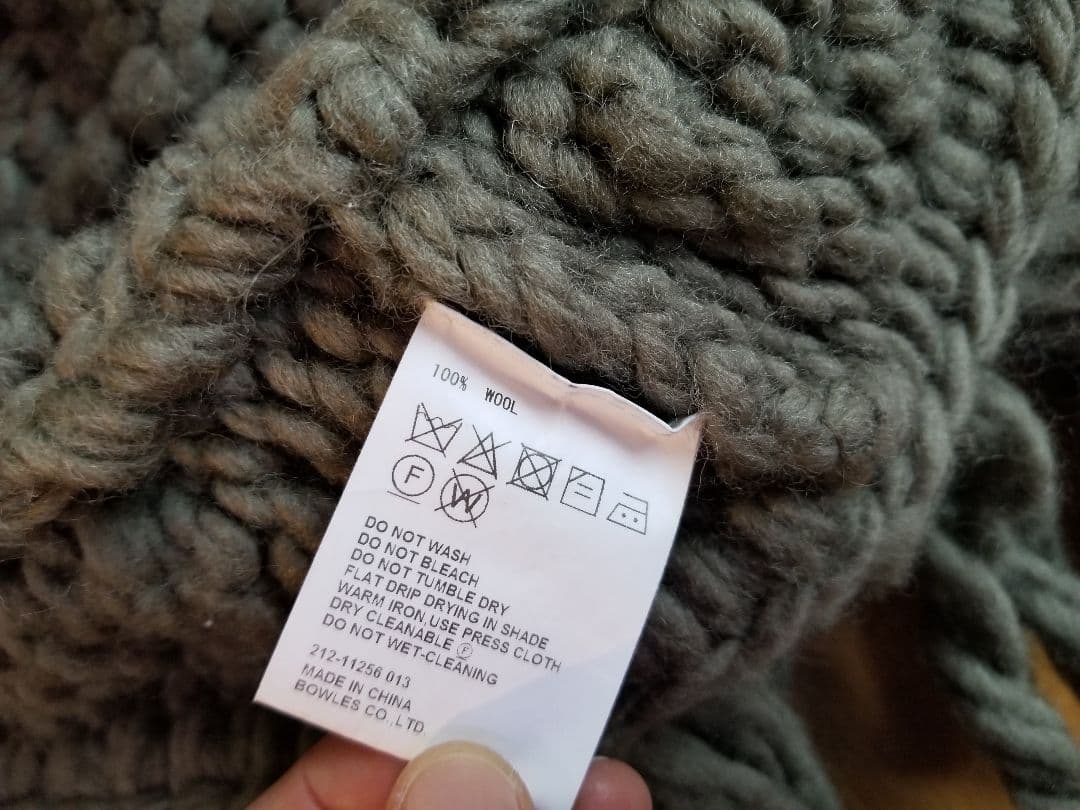 100% WOOL
F W
DO NOT WASH
DO NOT BLEACH
DO NOT TUMBLE DRY
FLAT DRIP DRYING IN SHADE
WARM IRON,USE PRESS CLOTH
DRY CLEANABLE Ⓕ
DO NOT WET-CLEANING
212-11256 013
MADE IN CHINA
BOWLES CO.,LTD.